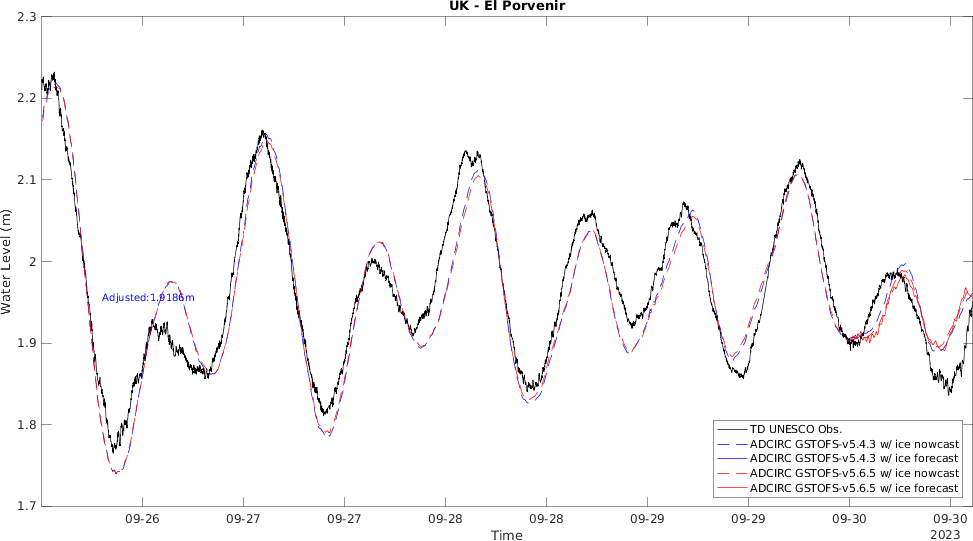 UK - El Porvenir
2.3
2.2
2.1
2
1.9
1.8
1.7
Water Level (m)
Adjusted:1.9186m
TD UNESCO Obs.
ADCIRC GSTOFS-v5.4.3 w/ ice nowcast
ADCIRC GSTOFS-v5.4.3 w/ ice forecast
ADCIRC GSTOFS-v5.6.5 w/ ice nowcast
ADCIRC GSTOFS-v5.6.5 w/ ice forecast
09-26 09-27 09-27 09-28 09-28 09-29 09-29 09-30 09-30
2023
Time